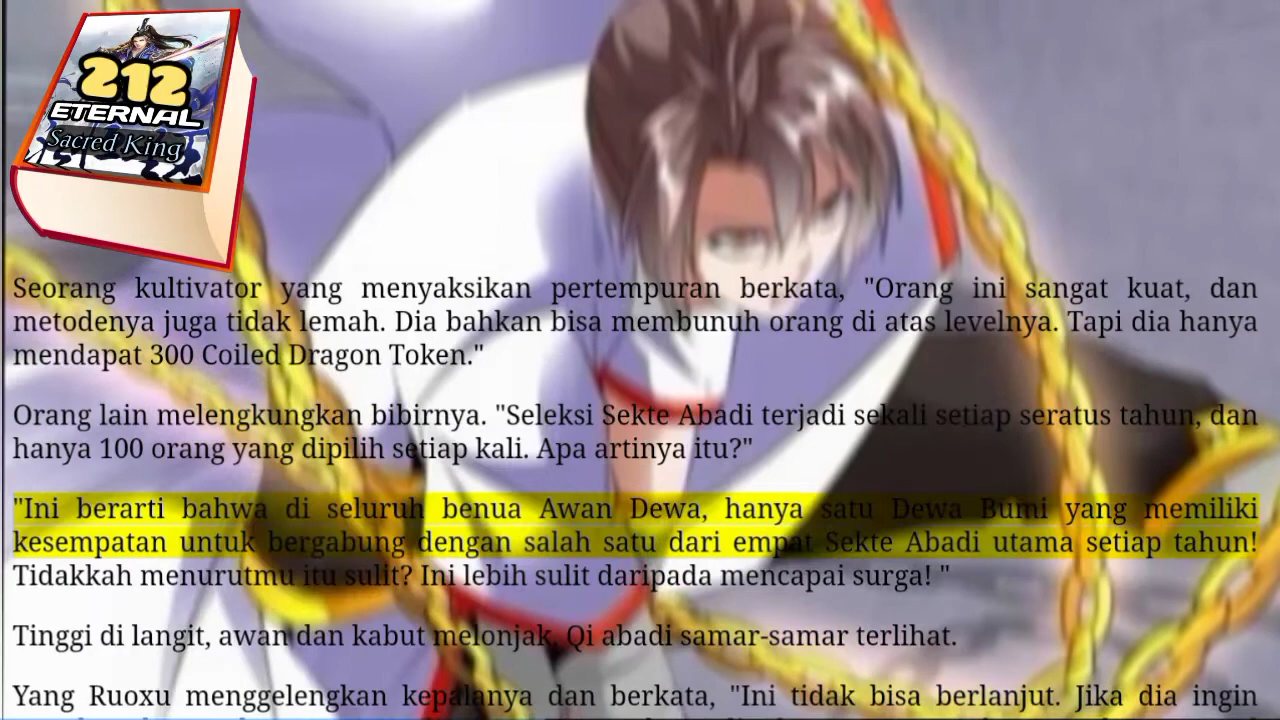 212
ETERNAL
Sacred King
Seorang kultivator yang menyaksikan pertempuran berkata, "Orang ini sangat kuat, dan
metodenya juga tidak lemah. Dia bahkan bisa membunuh orang di atas levelnya. Tapi dia hanya
mendapat 300 Coiled Dragon Token."
Orang lain melengkungkan bibirnya. "Seleksi Sekte Abadi terjadi sekali setiap seratus tahun, dan
hanya 100 orang yang dipilih setiap kali. Apa artinya itu?"
"Ini berarti bahwa di seluruh benua Awan Dewa, hanya satu Dewa Bumi yang memiliki
kesempatan untuk bergabung dengan salah satu dari empat Sekte Abadi utama setiap tahun!
Tidakkah menurutmu itu sulit? Ini lebih sulit daripada mencapai surga! "
Tinggi di langit, awan dan kabut melonjak, Qi abadi samar-samar terlihat.
Yang Ruoxu menggelengkan kepalanya dan berkata, "Ini tidak bisa berlanjut. Jika dia ingin